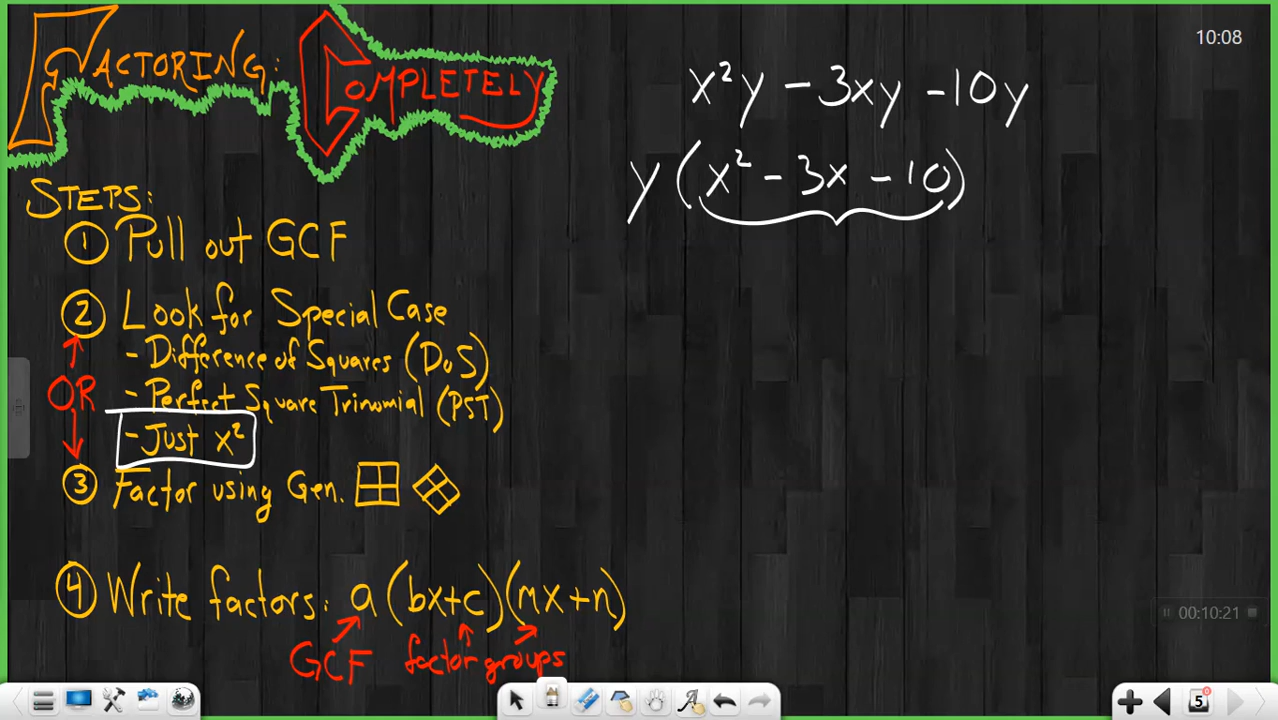 FACTORING: COMPLETELY
STEPS:
① Pull out GCF
② Look for Special Case
- Difference of Squares (DoS)
OR - Perfect Square Trinomial (PST)
- Just x²
③ Factor using Gen.
④ Write factors: a(bx+c)(mx+n)
GCF factor groups
10:08
x²y - 3xy - 10y
y(x² - 3x - 10)
00:10:21
5
0